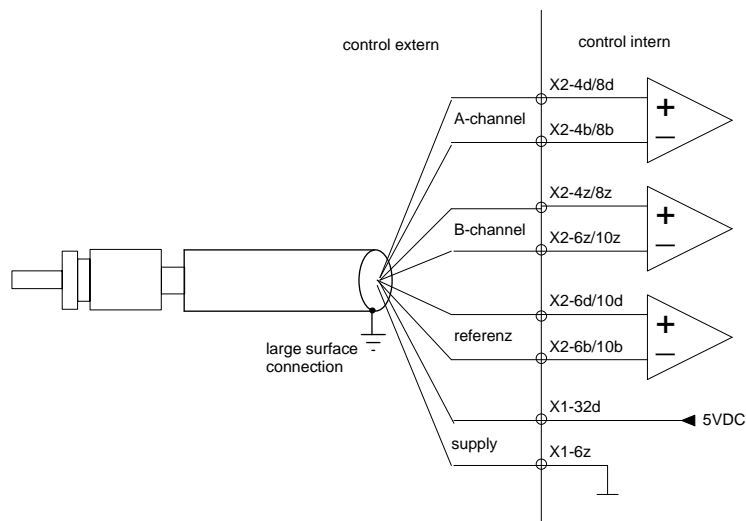 control extern
control intern
X2-4d/8d
A-channel
X2-4b/8b
X2-4z/8z
B-channel
X2-6z/10z
X2-6d/10d
referenz
X2-6b/10b
large surface
connection
X1-32d
5VDC
supply
X1-6z